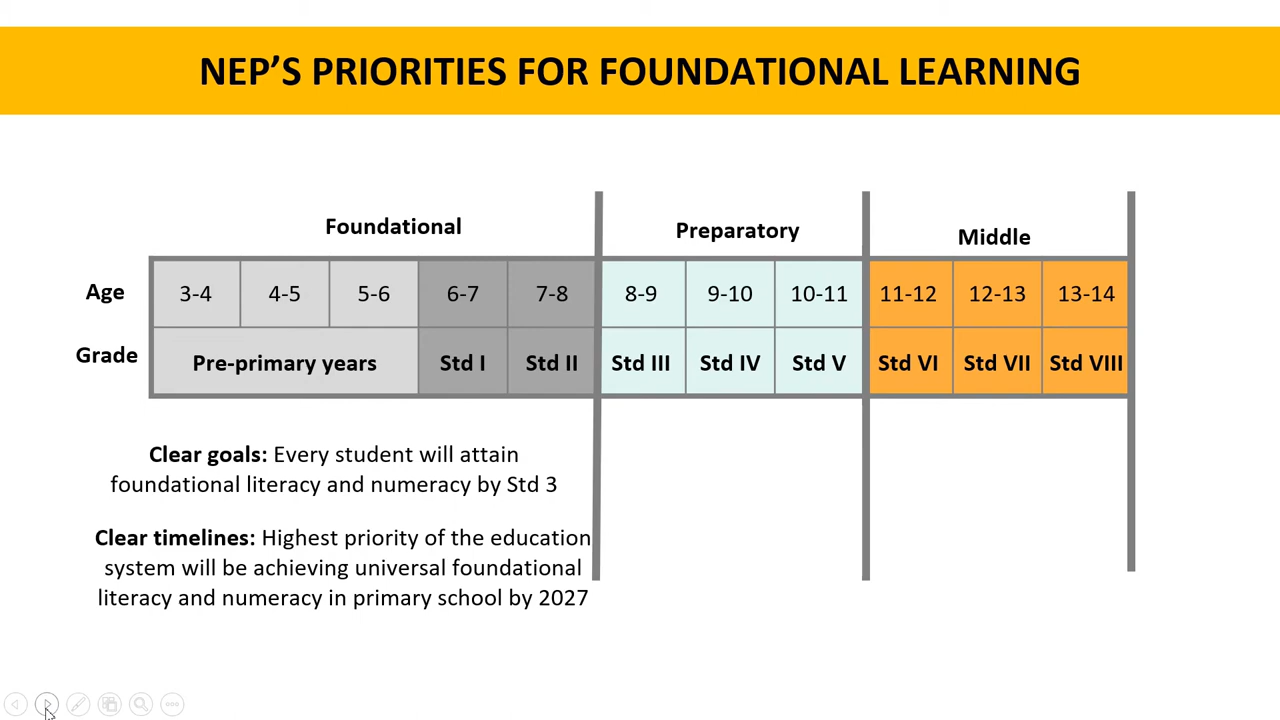 NEP’S PRIORITIES FOR FOUNDATIONAL LEARNING
Foundational Preparatory Middle
Age 3-4 4-5 5-6 6-7 7-8 8-9 9-10 10-11 11-12 12-13 13-14
Grade Pre-primary years Std I Std II Std III Std IV Std V Std VI Std VII Std VIII
Clear goals: Every student will attain
foundational literacy and numeracy by Std 3
Clear timelines: Highest priority of the education
system will be achieving universal foundational
literacy and numeracy in primary school by 2027